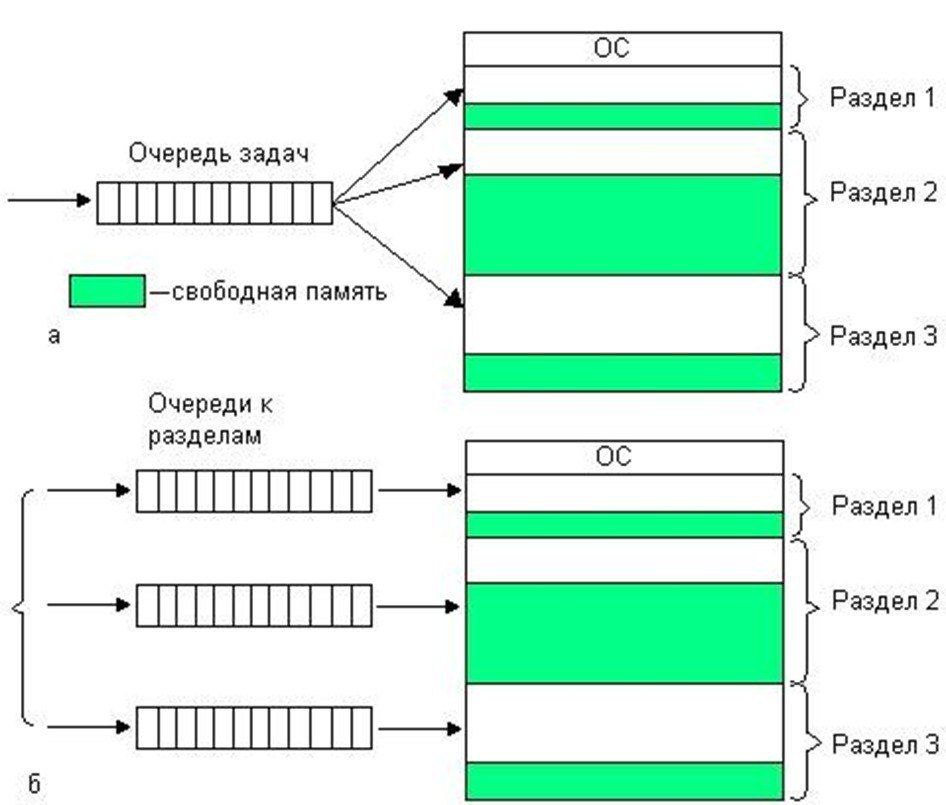 ОС
Раздел 1
Очередь задач
Раздел 2
—свободная память
а
Раздел 3
Очереди к
разделам
ОС
Раздел 1
Раздел 2
Раздел 3
б